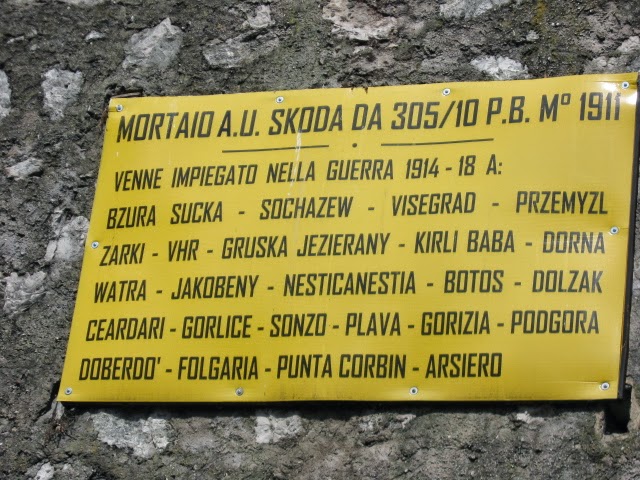 MORTAIO A.U. SKODA DA 305/10 P.B. M° 1911
VENNE IMPIEGATO NELLA GUERRA 1914 - 18 A:
BZURA SUCKA - SOCHAZEW - VISEGRAD - PRZEMYZL
ZARKI - VHR - GRUSKA JEZIERANY - KIRLI BABA - DORNA
WATRA - JAKOBENY - NESTICANESTIA - BOTOS - DOLZAK
CEARDARI - GORLICE - SONZO - PLAVA - GORIZIA - PODGORA
DOBERDO' - FOLGARIA - PUNTA CORBIN - ARSIERO